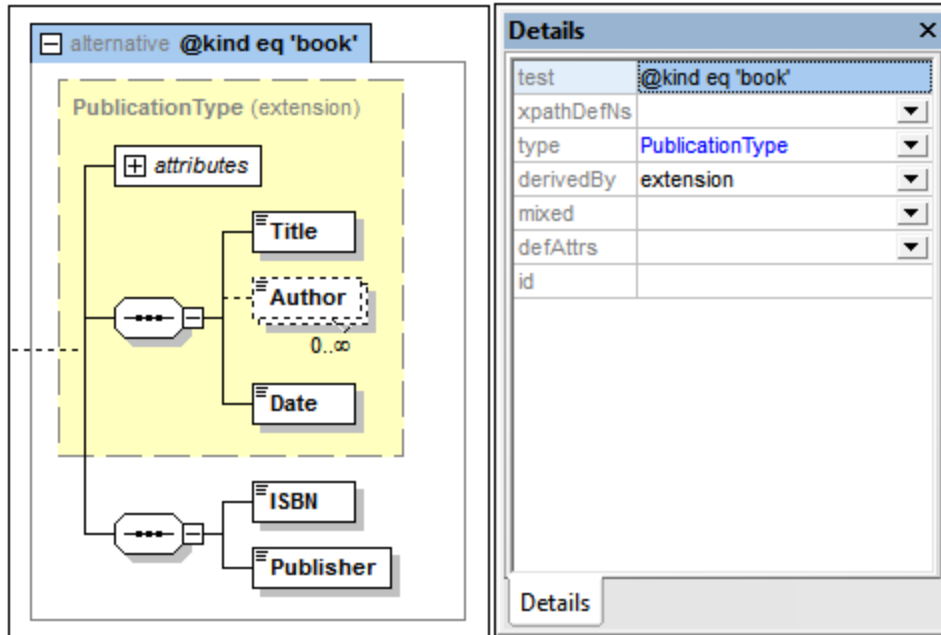 alternative @kind eq 'book'
PublicationType (extension)
attributes
Title
Author
0..∞
Date
ISBN
Publisher
Details
test @kind eq 'book'
xpathDefNs
type PublicationType
derivedBy extension
mixed
defAttrs
id
Details